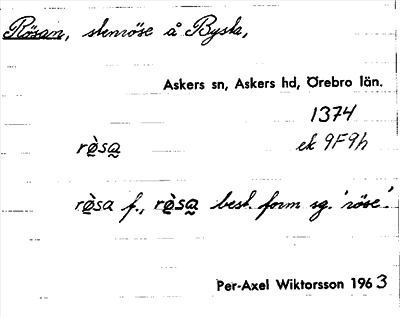 Rösan, stenröse å Bysta,
Askers sn, Askers hd, Örebro län.
1374
rø̀sa ek 9F9h
rø̀sa f., rø̀sa best. form sg. 'röse'.
Per-Axel Wiktorsson 1963